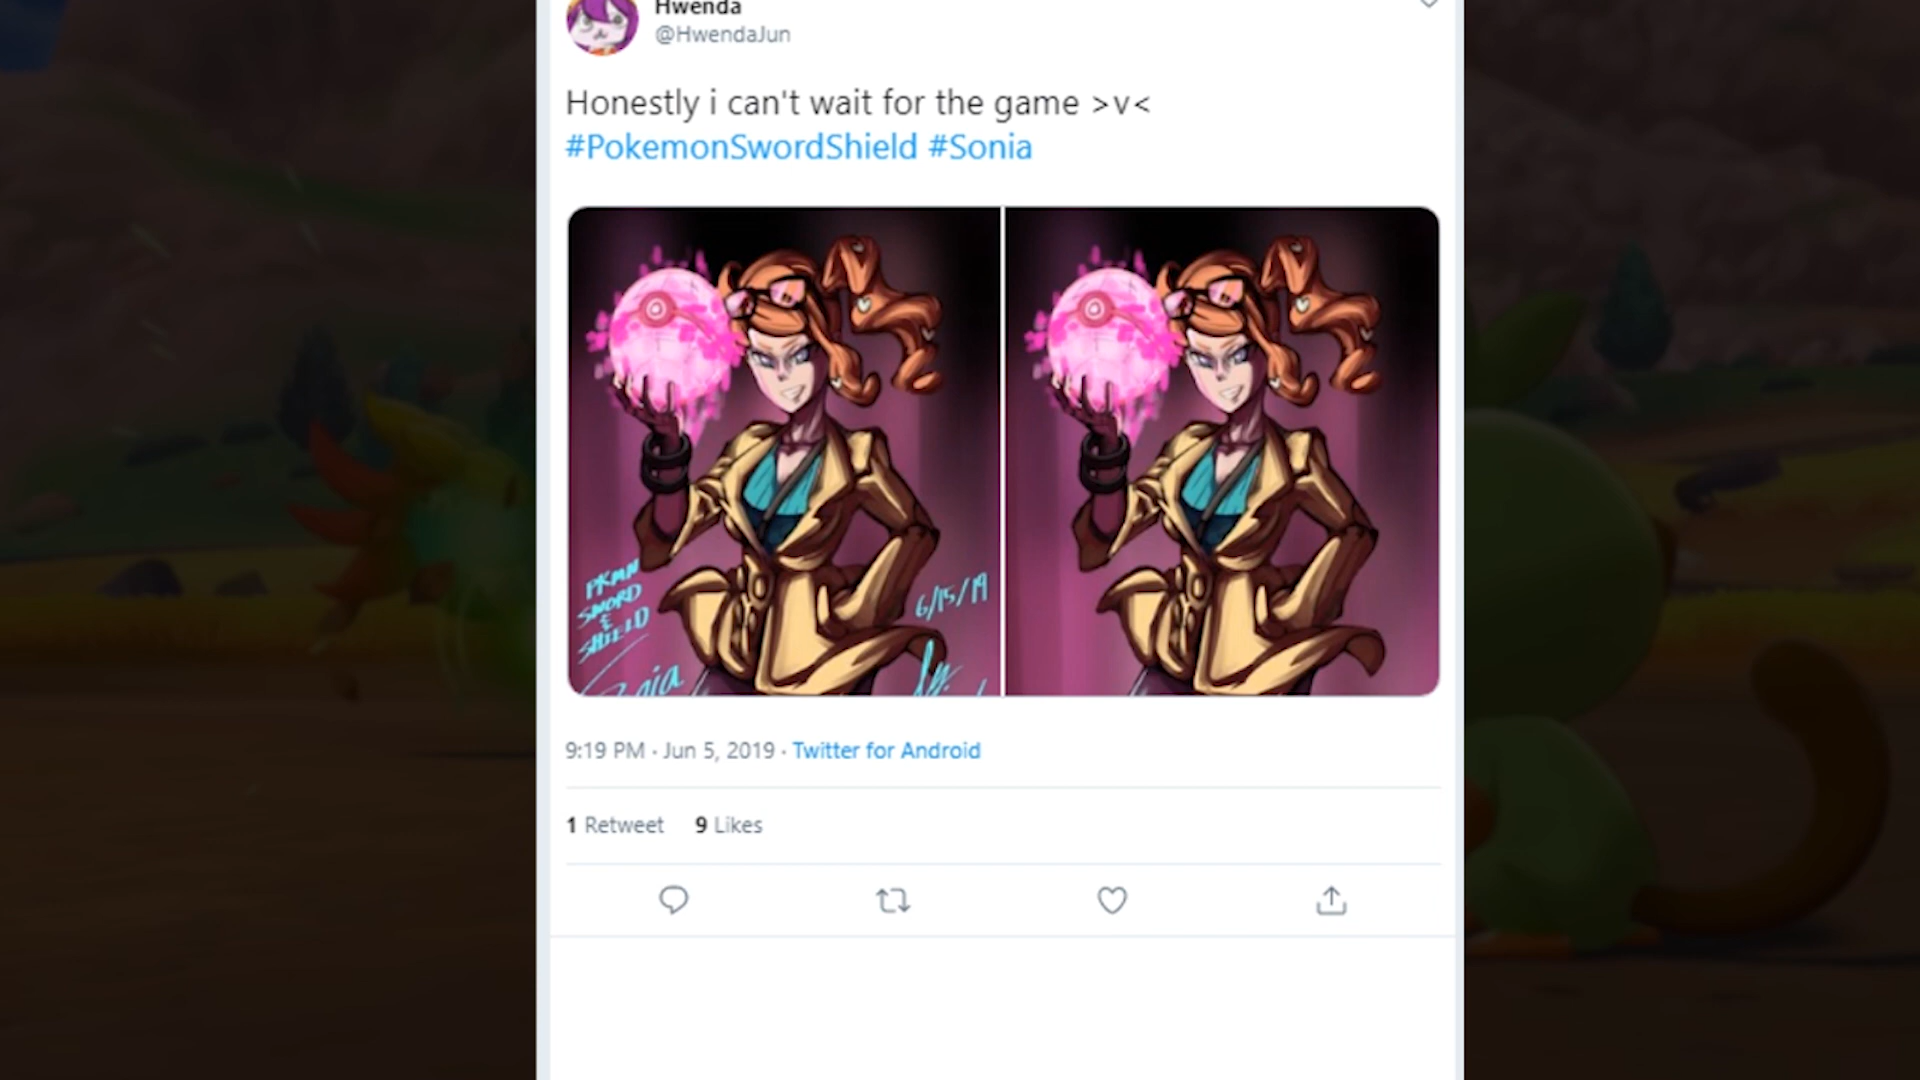 Hwenda
@HwendaJun
Honestly i can't wait for the game >v<
#PokemonSwordShield #Sonia
PKMN
SWORD
&
SHIELD
6/15/19
9:19 PM · Jun 5, 2019 · Twitter for Android
1 Retweet 9 Likes